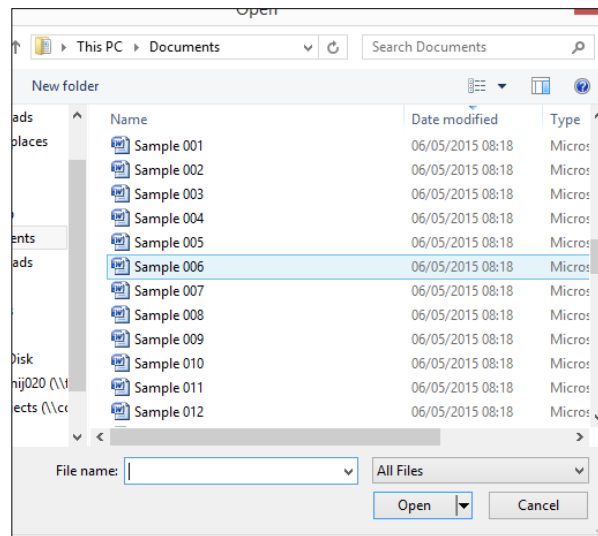 Open
This PC Documents
Search Documents
New folder
Name Date modified Type
Sample 001 06/05/2015 08:18 Micros
Sample 002 06/05/2015 08:18 Micros
Sample 003 06/05/2015 08:18 Micros
Sample 004 06/05/2015 08:18 Micros
Sample 005 06/05/2015 08:18 Micros
Sample 006 06/05/2015 08:18 Micros
Sample 007 06/05/2015 08:18 Micros
Sample 008 06/05/2015 08:18 Micros
Sample 009 06/05/2015 08:18 Micros
Sample 010 06/05/2015 08:18 Micros
Sample 011 06/05/2015 08:18 Micros
Sample 012 06/05/2015 08:18 Micros
ads
places
ents
ads
Disk
nij020 (\\f
ects (\\cc
File name: All Files
Open Cancel